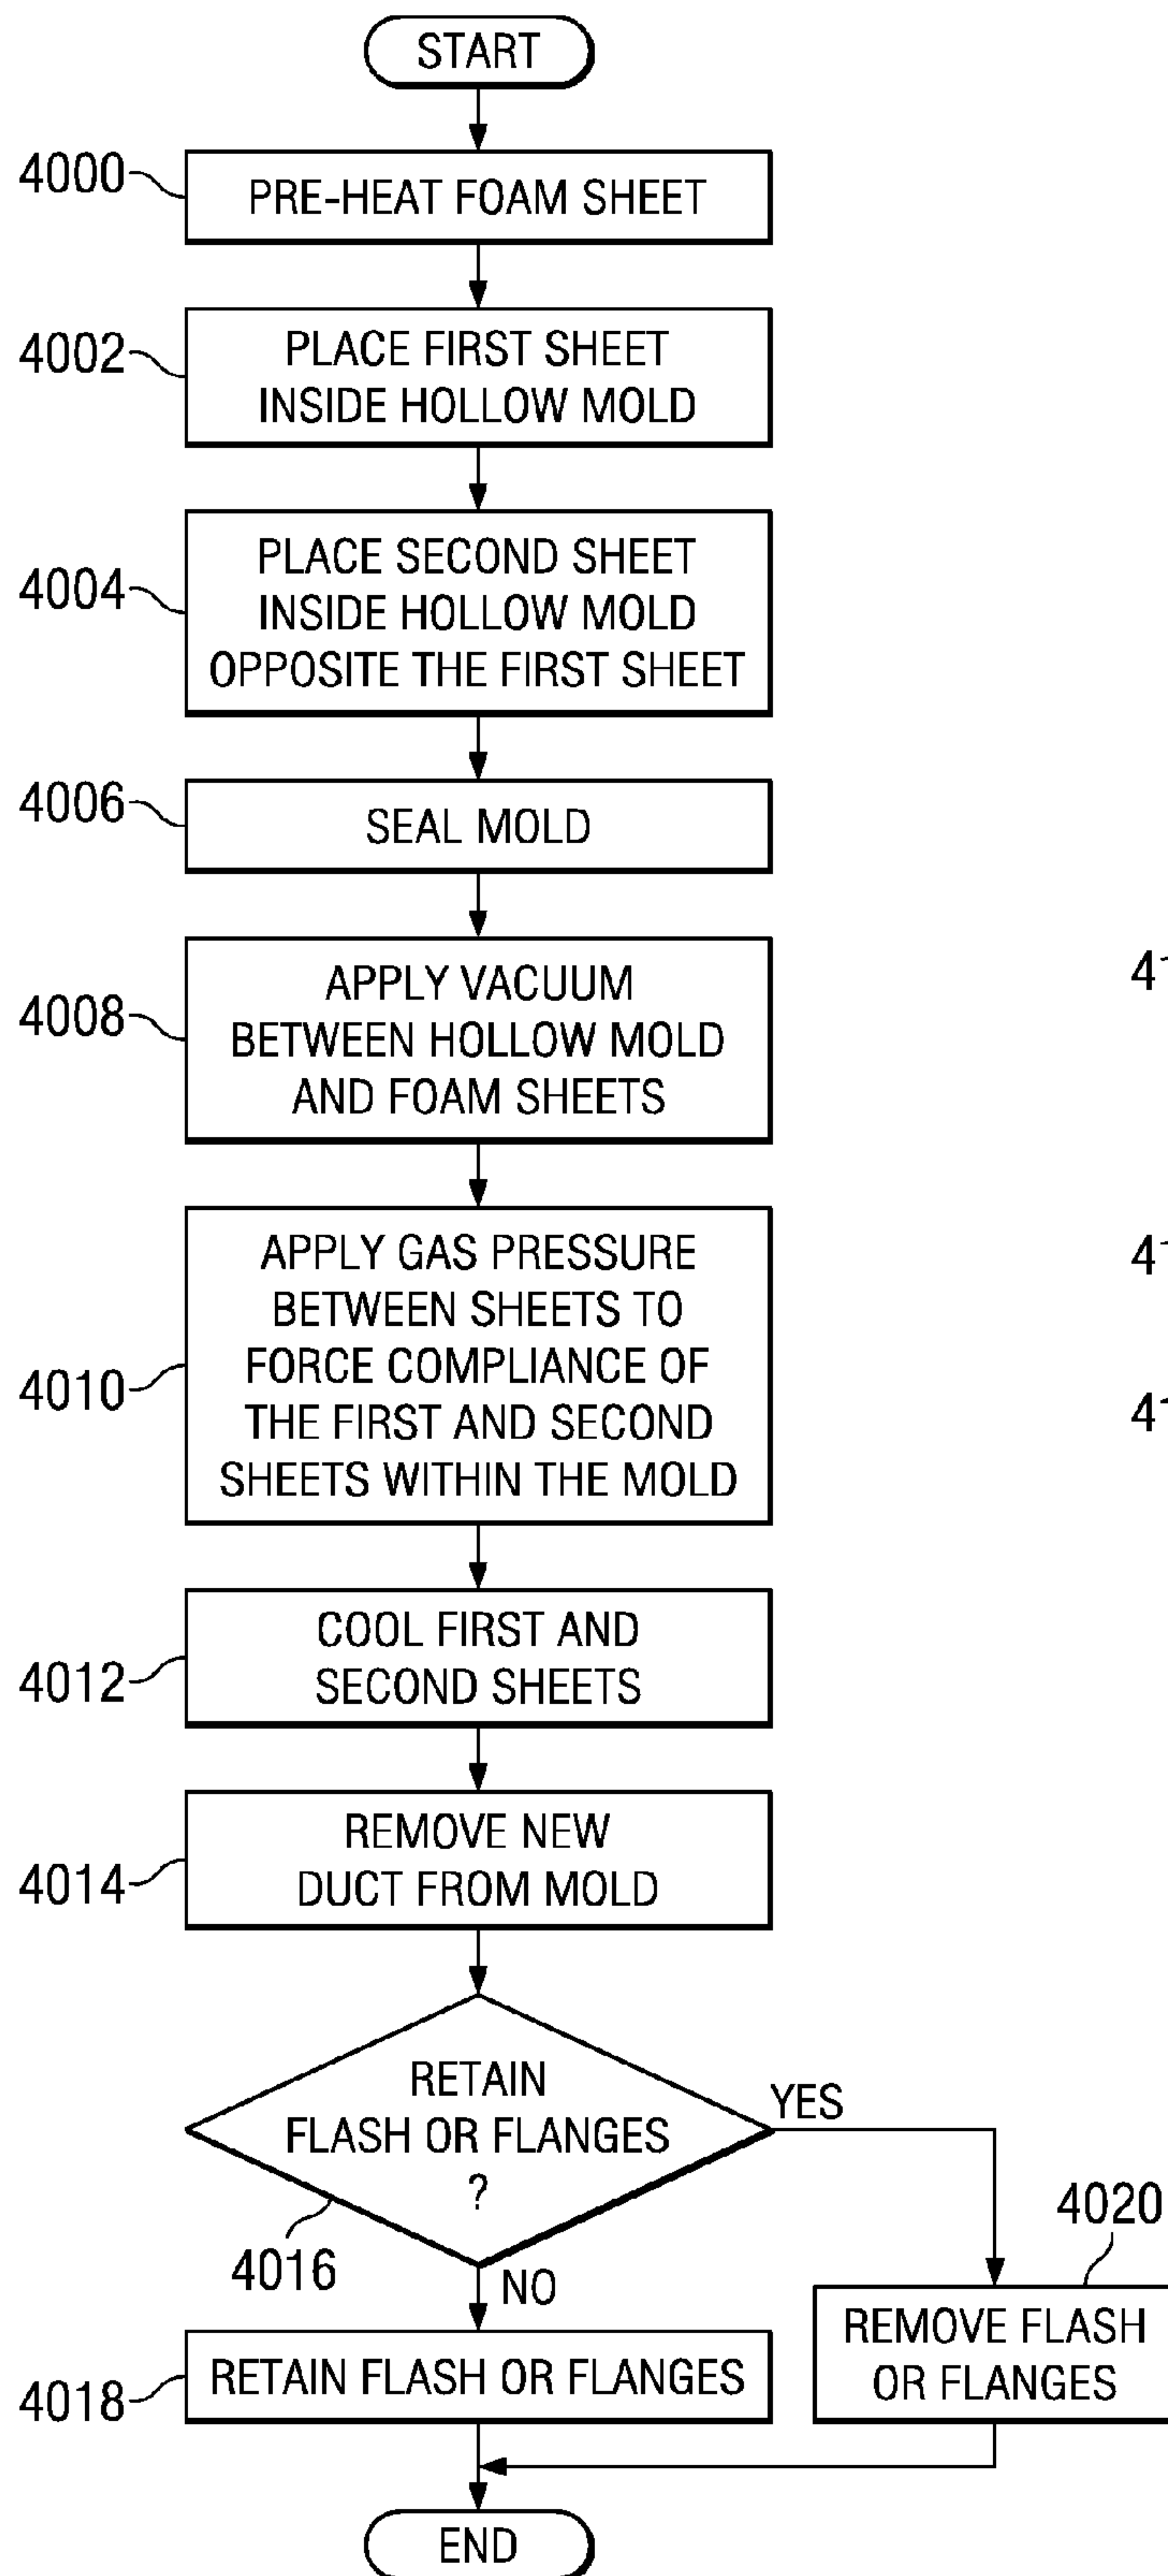 START
4000
PRE-HEAT FOAM SHEET
4002
PLACE FIRST SHEET
INSIDE HOLLOW MOLD
4004
PLACE SECOND SHEET
INSIDE HOLLOW MOLD
OPPOSITE THE FIRST SHEET
4006
SEAL MOLD
4008
APPLY VACUUM
BETWEEN HOLLOW MOLD
AND FOAM SHEETS
4010
APPLY GAS PRESSURE
BETWEEN SHEETS TO
FORCE COMPLIANCE OF
THE FIRST AND SECOND
SHEETS WITHIN THE MOLD
4012
COOL FIRST AND
SECOND SHEETS
4014
REMOVE NEW
DUCT FROM MOLD
RETAIN
FLASH OR FLANGES
?
YES
4016
NO
4020
REMOVE FLASH
OR FLANGES
4018
RETAIN FLASH OR FLANGES
END